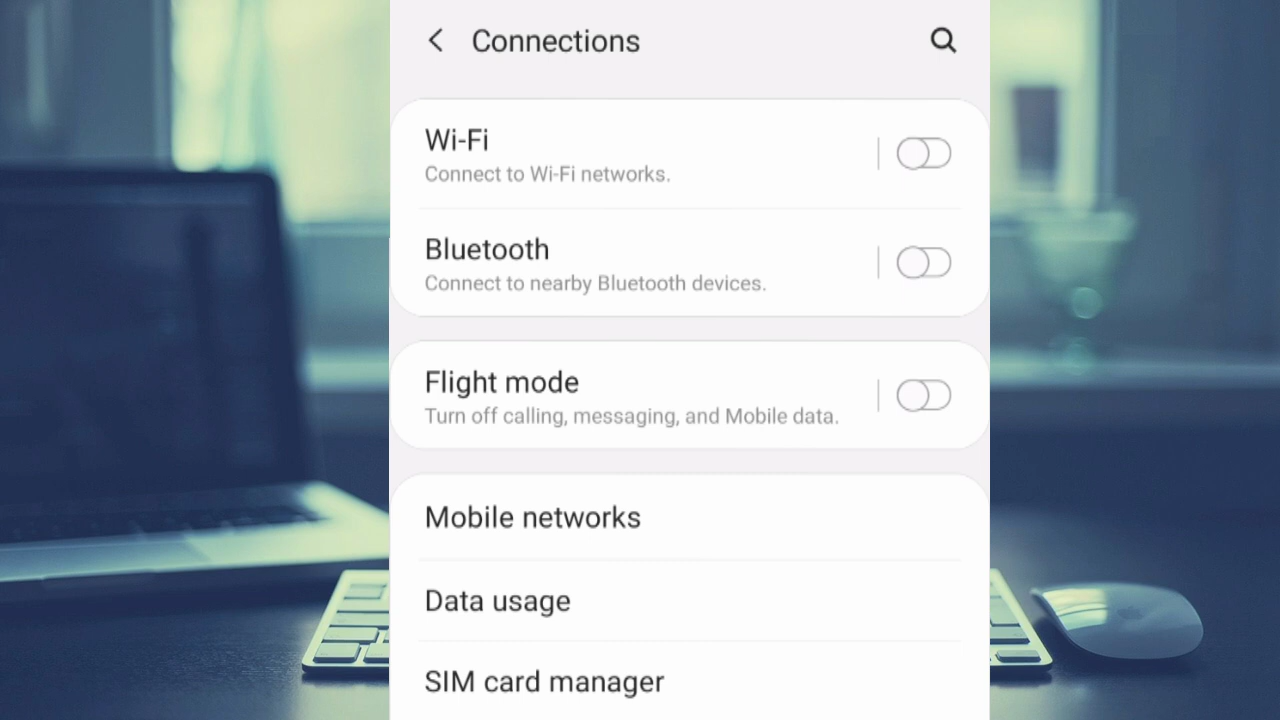 Connections
Wi-Fi
Connect to Wi-Fi networks.
Bluetooth
Connect to nearby Bluetooth devices.
Flight mode
Turn off calling, messaging, and Mobile data.
Mobile networks
Data usage
SIM card manager